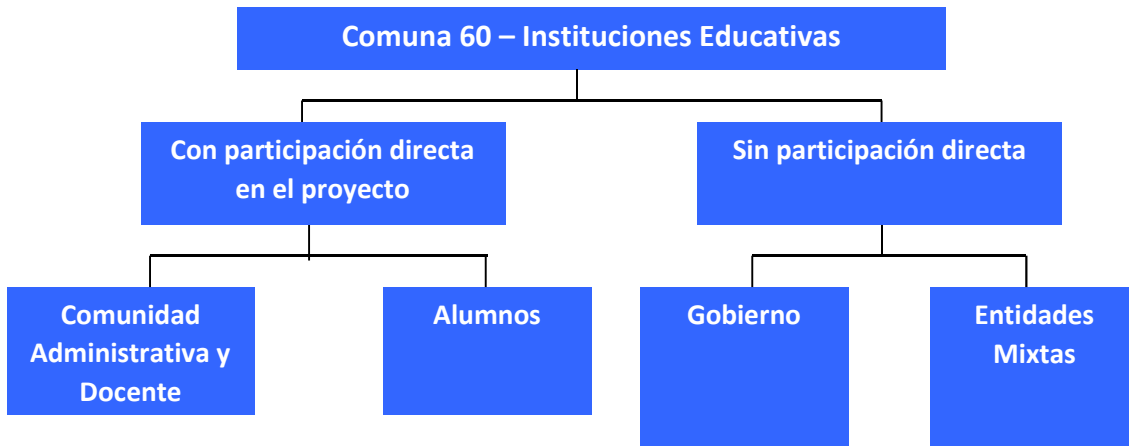 Comuna 60 – Instituciones Educativas
Con participación directa
en el proyecto
Sin participación directa
Comunidad
Administrativa y
Docente
Alumnos
Gobierno
Entidades
Mixtas